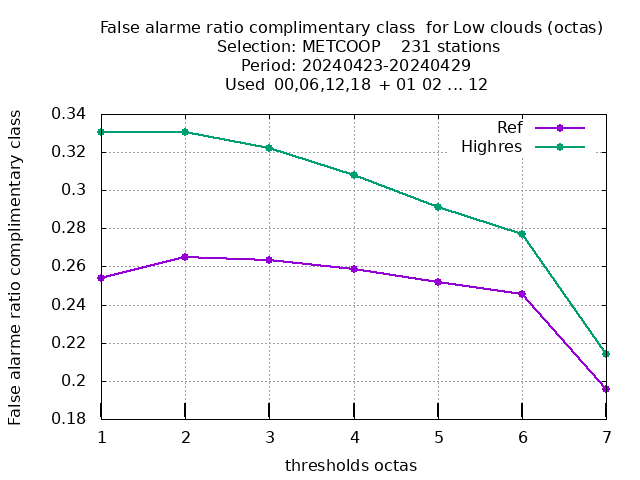 False alarme ratio complimentary class  for Low clouds (octas)
Selection: METCOOP    231 stations
Period: 20240423-20240429
Used  00,06,12,18 + 01 02 ... 12
False alarme ratio complimentary class
0.34
0.32
0.3
0.28
0.26
0.24
0.22
0.2
0.18
Ref
Highres
1 2 3 4 5 6 7
thresholds octas